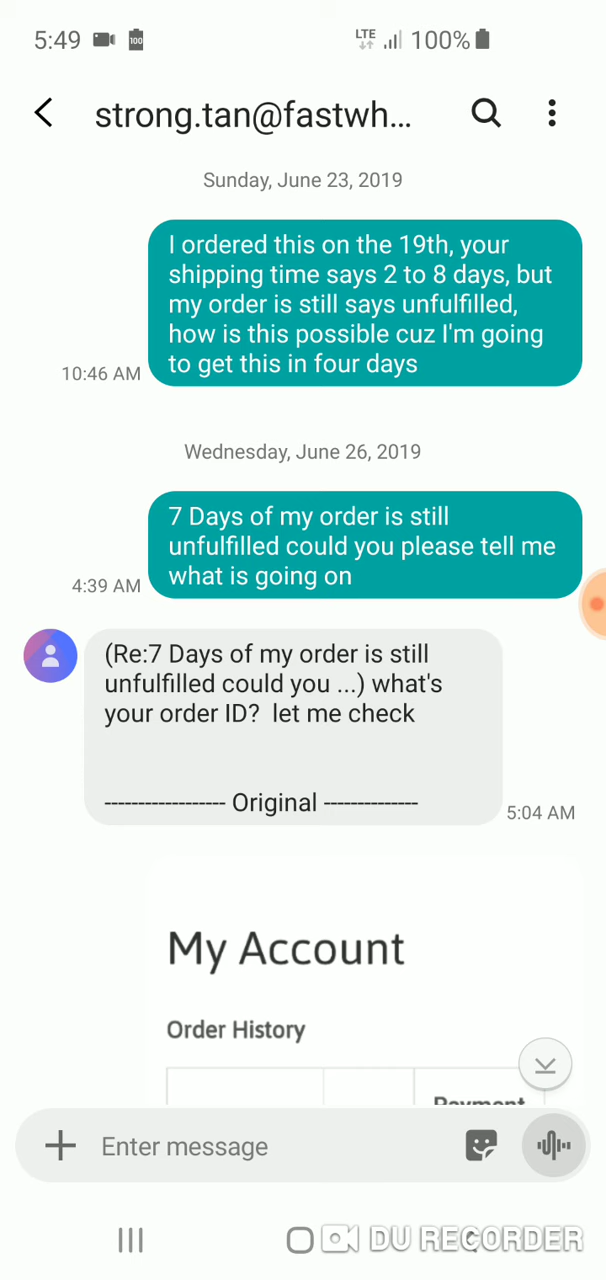 5:49 100 LTE 100%
strong.tan@fastwh...
Sunday, June 23, 2019
I ordered this on the 19th, your
shipping time says 2 to 8 days, but
my order is still says unfulfilled,
how is this possible cuz I'm going
to get this in four days
10:46 AM
Wednesday, June 26, 2019
7 Days of my order is still
unfulfilled could you please tell me
what is going on
4:39 AM
(Re:7 Days of my order is still
unfulfilled could you ...) what's
your order ID?  let me check
------------------ Original --------------
5:04 AM
My Account
Order History
Payment
Enter message
DU RECORDER